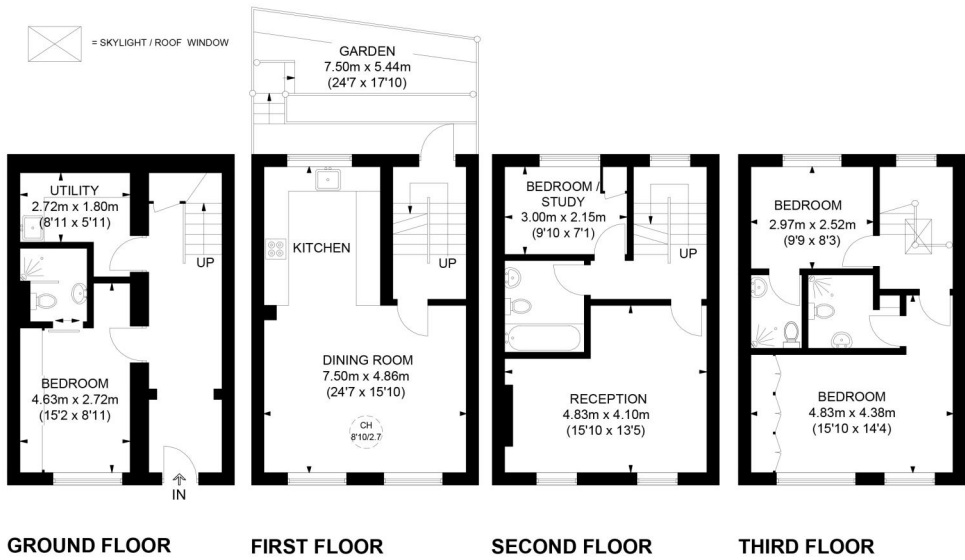 = SKYLIGHT / ROOF WINDOW
GARDEN
7.50m x 5.44m
(24'7 x 17'10)
UTILITY
2.72m x 1.80m
(8'11 x 5'11)
UP
BEDROOM
4.63m x 2.72m
(15'2 x 8'11)
IN
KITCHEN
UP
DINING ROOM
7.50m x 4.86m
(24'7 x 15'10)
CH
8'10/2.7
BEDROOM /
STUDY
3.00m x 2.15m
(9'10 x 7'1)
UP
RECEPTION
4.83m x 4.10m
(15'10 x 13'5)
BEDROOM
2.97m x 2.52m
(9'9 x 8'3)
BEDROOM
4.83m x 4.38m
(15'10 x 14'4)
GROUND FLOOR
FIRST FLOOR
SECOND FLOOR
THIRD FLOOR